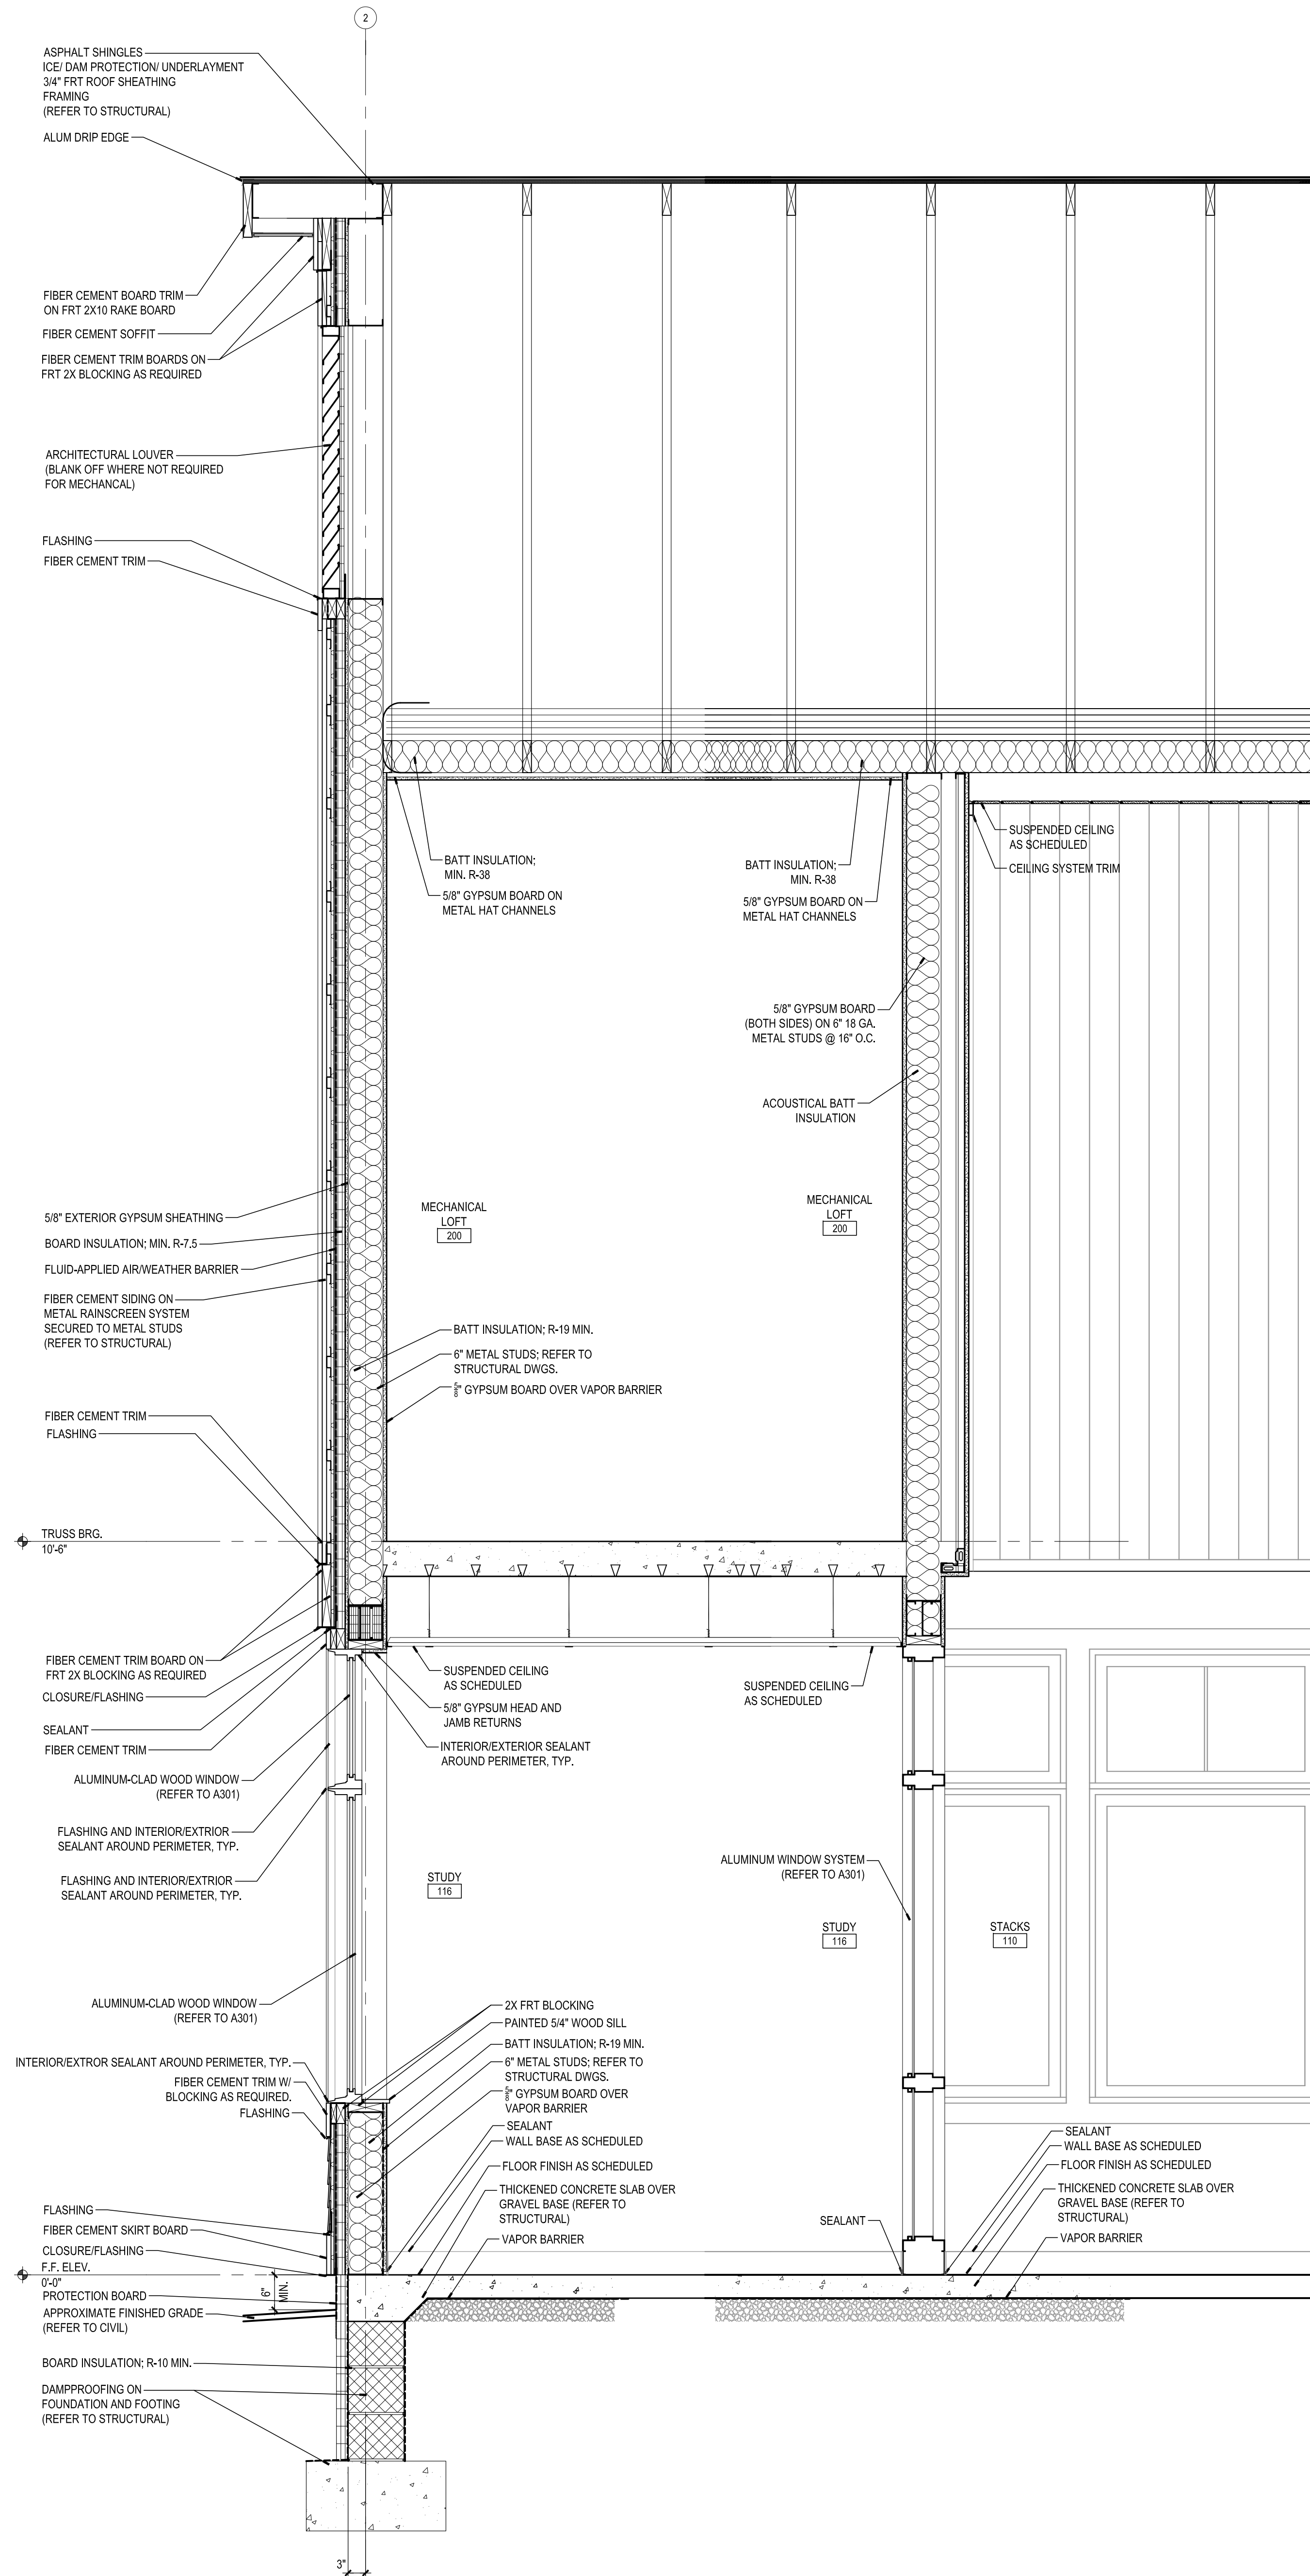 2
ASPHALT SHINGLES
ICE/ DAM PROTECTION/ UNDERLAYMENT
3/4" FRT ROOF SHEATHING
FRAMING
(REFER TO STRUCTURAL)
ALUM DRIP EDGE
FIBER CEMENT BOARD TRIM
ON FRT 2X10 RAKE BOARD
FIBER CEMENT SOFFIT
FIBER CEMENT TRIM BOARDS ON
FRT 2X BLOCKING AS REQUIRED
ARCHITECTURAL LOUVER
(BLANK OFF WHERE NOT REQUIRED
FOR MECHANCAL)
FLASHING
FIBER CEMENT TRIM
SUSPENDED CEILING
AS SCHEDULED
CEILING SYSTEM TRIM
BATT INSULATION;
MIN. R-38
5/8" GYPSUM BOARD ON
METAL HAT CHANNELS
BATT INSULATION;
MIN. R-38
5/8" GYPSUM BOARD ON
METAL HAT CHANNELS
5/8" GYPSUM BOARD
(BOTH SIDES) ON 6" 18 GA.
METAL STUDS @ 16" O.C.
ACOUSTICAL BATT
INSULATION
MECHANICAL
LOFT
200
MECHANICAL
LOFT
200
5/8" EXTERIOR GYPSUM SHEATHING
BOARD INSULATION; MIN. R-7.5
FLUID-APPLIED AIR/WEATHER BARRIER
FIBER CEMENT SIDING ON
METAL RAINSCREEN SYSTEM
SECURED TO METAL STUDS
(REFER TO STRUCTURAL)
BATT INSULATION; R-19 MIN.
6" METAL STUDS; REFER TO
STRUCTURAL DWGS.
5/8" GYPSUM BOARD OVER VAPOR BARRIER
FIBER CEMENT TRIM
FLASHING
TRUSS BRG.
10'-6"
FIBER CEMENT TRIM BOARD ON
FRT 2X BLOCKING AS REQUIRED
CLOSURE/FLASHING
SEALANT
FIBER CEMENT TRIM
SUSPENDED CEILING
AS SCHEDULED
5/8" GYPSUM HEAD AND
JAMB RETURNS
INTERIOR/EXTERIOR SEALANT
AROUND PERIMETER, TYP.
SUSPENDED CEILING
AS SCHEDULED
ALUMINUM-CLAD WOOD WINDOW
(REFER TO A301)
FLASHING AND INTERIOR/EXTRIOR
SEALANT AROUND PERIMETER, TYP.
FLASHING AND INTERIOR/EXTRIOR
SEALANT AROUND PERIMETER, TYP.
STUDY
116
ALUMINUM WINDOW SYSTEM
(REFER TO A301)
STUDY
116
STACKS
110
ALUMINUM-CLAD WOOD WINDOW
(REFER TO A301)
INTERIOR/EXTROR SEALANT AROUND PERIMETER, TYP.
FIBER CEMENT TRIM W/
BLOCKING AS REQUIRED.
FLASHING
2X FRT BLOCKING
PAINTED 5/4" WOOD SILL
BATT INSULATION; R-19 MIN.
6" METAL STUDS; REFER TO
STRUCTURAL DWGS.
5/8" GYPSUM BOARD OVER
VAPOR BARRIER
SEALANT
WALL BASE AS SCHEDULED
FLOOR FINISH AS SCHEDULED
THICKENED CONCRETE SLAB OVER
GRAVEL BASE (REFER TO
STRUCTURAL)
VAPOR BARRIER
SEALANT
SEALANT
WALL BASE AS SCHEDULED
FLOOR FINISH AS SCHEDULED
THICKENED CONCRETE SLAB OVER
GRAVEL BASE (REFER TO
STRUCTURAL)
VAPOR BARRIER
FLASHING
FIBER CEMENT SKIRT BOARD
CLOSURE/FLASHING
F.F. ELEV.
0'-0"
6"
MIN.
PROTECTION BOARD
APPROXIMATE FINISHED GRADE
(REFER TO CIVIL)
BOARD INSULATION; R-10 MIN.
DAMPPROOFING ON
FOUNDATION AND FOOTING
(REFER TO STRUCTURAL)
3"